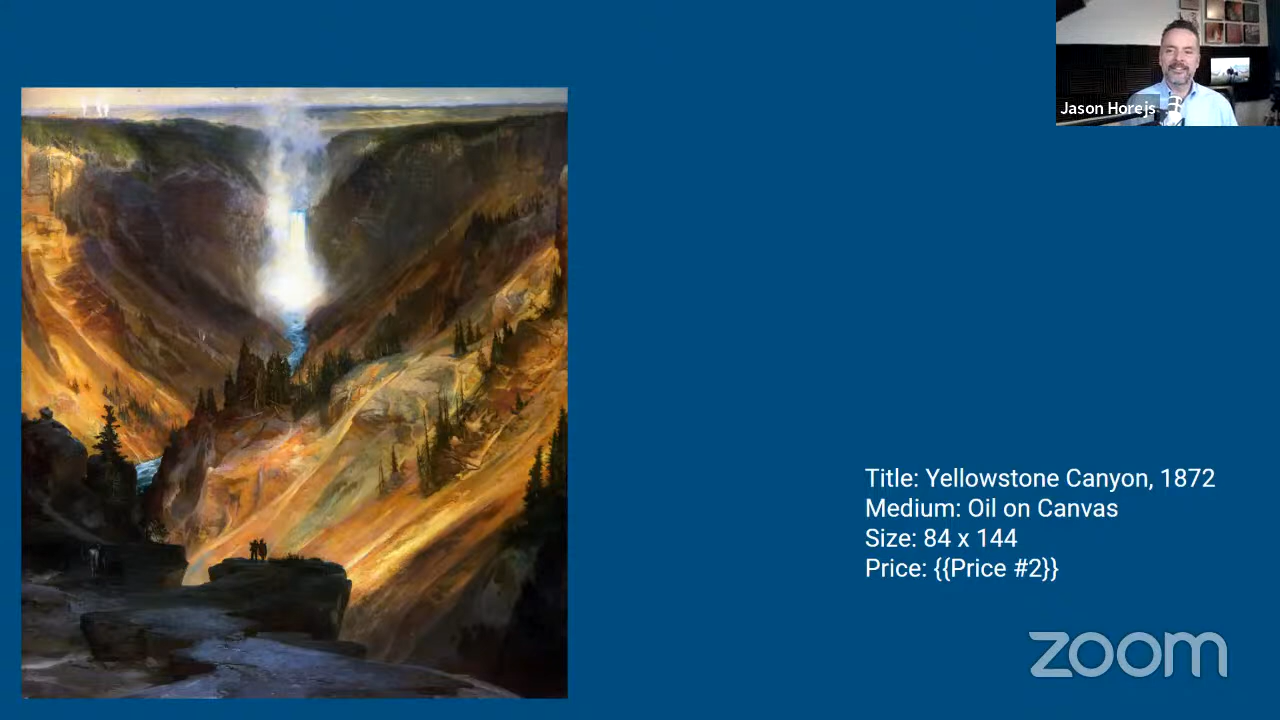 Jason Horejs
Title: Yellowstone Canyon, 1872
Medium: Oil on Canvas
Size: 84 x 144
Price: {{Price #2}}
zoom